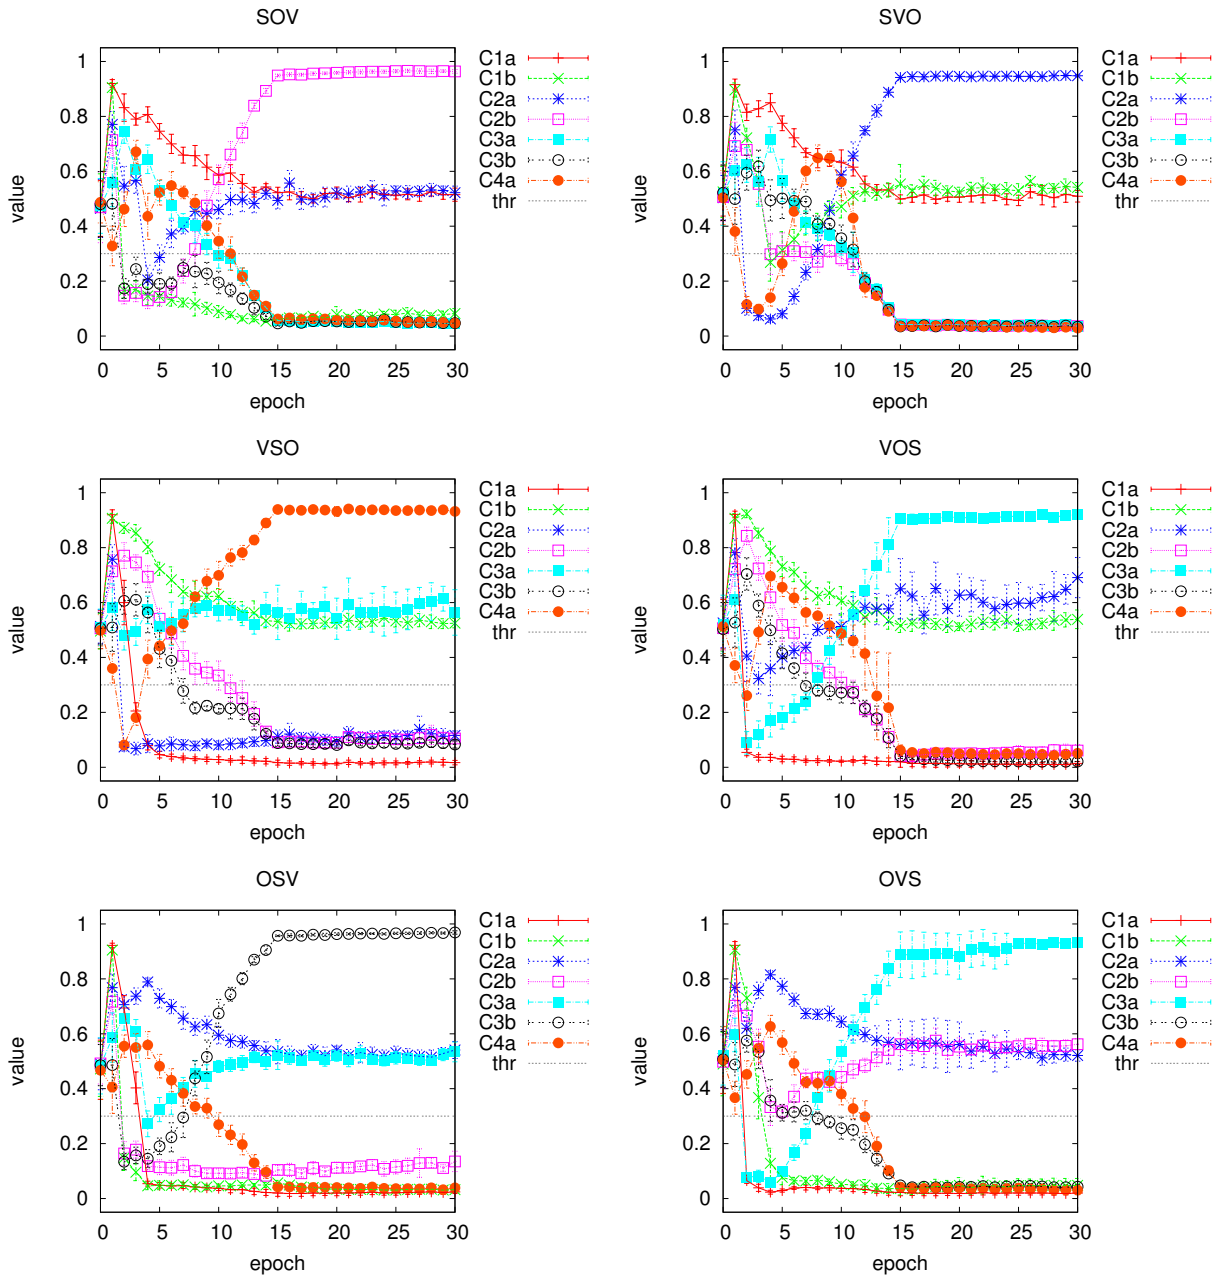 SOV
value
1
0.8
0.6
0.4
0.2
0
0 5 10 15 20 25 30
epoch
C1a
C1b
C2a
C2b
C3a
C3b
C4a
thr
SVO
value
1
0.8
0.6
0.4
0.2
0
0 5 10 15 20 25 30
epoch
C1a
C1b
C2a
C2b
C3a
C3b
C4a
thr
VSO
value
1
0.8
0.6
0.4
0.2
0
0 5 10 15 20 25 30
epoch
C1a
C1b
C2a
C2b
C3a
C3b
C4a
thr
VOS
value
1
0.8
0.6
0.4
0.2
0
0 5 10 15 20 25 30
epoch
C1a
C1b
C2a
C2b
C3a
C3b
C4a
thr
OSV
value
1
0.8
0.6
0.4
0.2
0
0 5 10 15 20 25 30
epoch
C1a
C1b
C2a
C2b
C3a
C3b
C4a
thr
OVS
value
1
0.8
0.6
0.4
0.2
0
0 5 10 15 20 25 30
epoch
C1a
C1b
C2a
C2b
C3a
C3b
C4a
thr